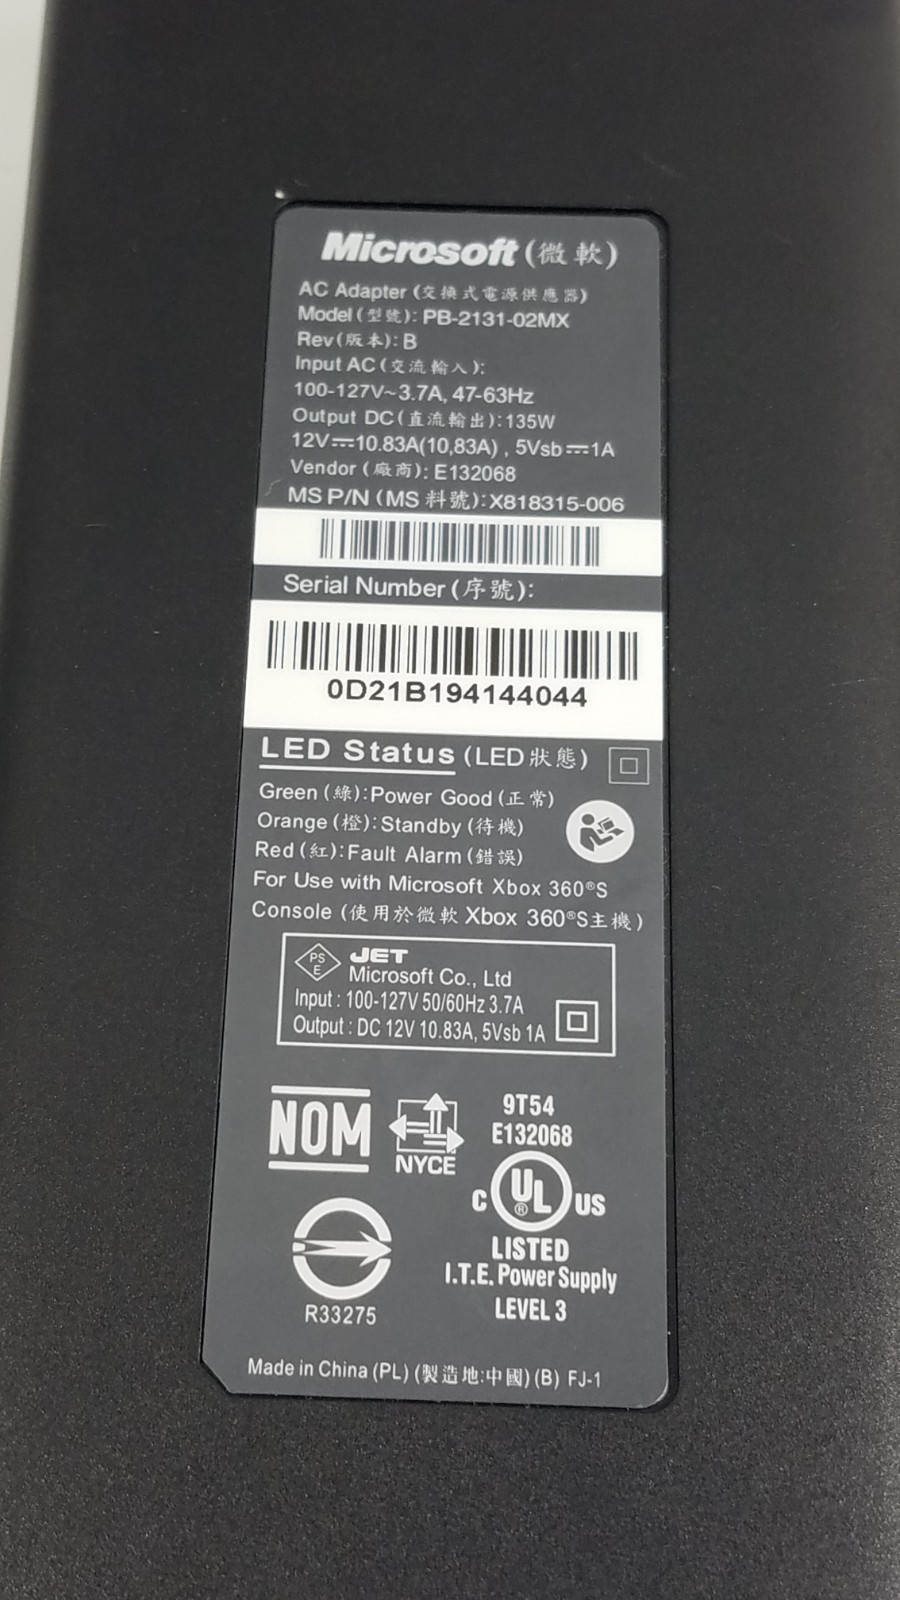 Microsoft (微軟)
AC Adapter (交換式電源供應器)
Model (型號): PB-2131-02MX
Rev (版本): B
Input AC (交流輸入):
100-127V~3.7A, 47-63Hz
Output DC (直流輸出): 135W
12V⎓10.83A(10,83A) , 5Vsb⎓1A
Vendor (廠商): E132068
MS P/N (MS 料號): X818315-006
Serial Number (序號):
0D21B194144044
LED Status (LED 狀態)
Green (綠): Power Good (正常)
Orange (橙): Standby (待機)
Red (紅): Fault Alarm (錯誤)
For Use with Microsoft Xbox 360®S
Console (使用於微軟 Xbox 360®S主機)
PS
E
JET
Microsoft Co., Ltd
Input : 100-127V 50/60Hz 3.7A
Output : DC 12V 10.83A, 5Vsb 1A
NOM
NYCE
9T54
E132068
C UL® US
LISTED
I.T.E. Power Supply
LEVEL 3
R33275
Made in China (PL) (製造地:中國) (B) FJ-1